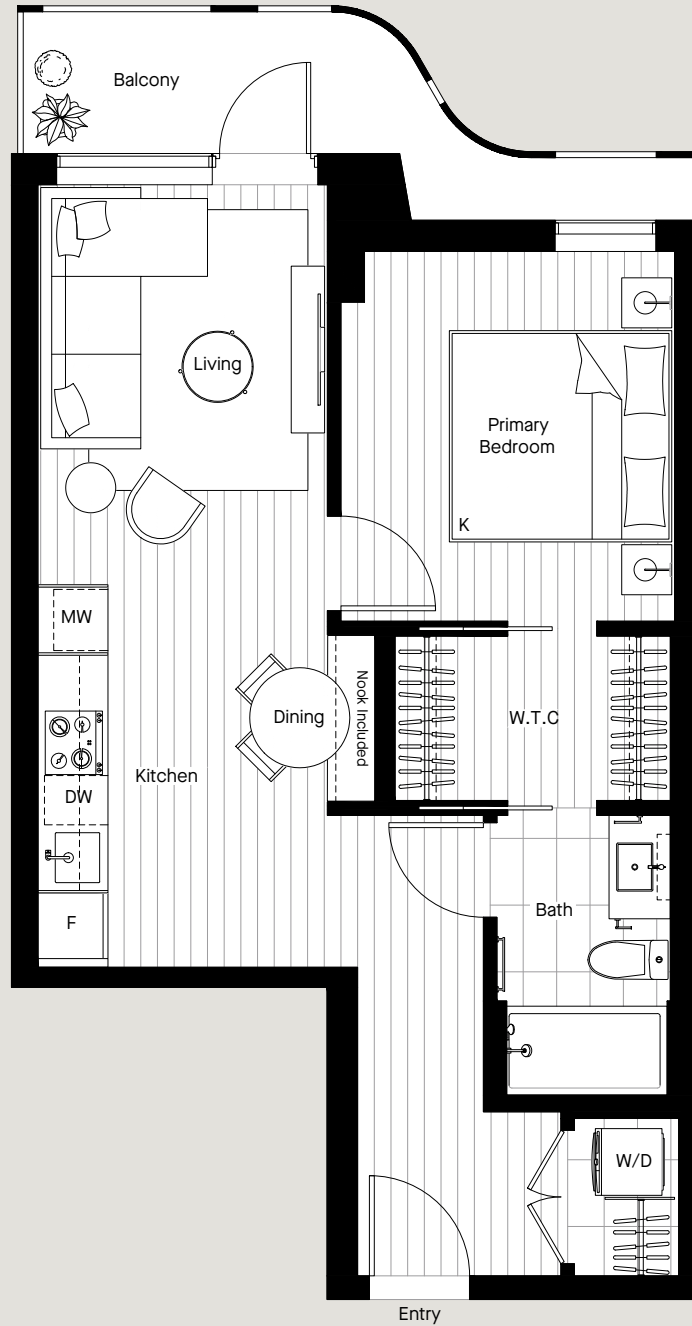 Balcony
Living
Primary
Bedroom
K
MW
Nook Included
Dining
W.T.C
Kitchen
DW
Bath
F
W/D
Entry